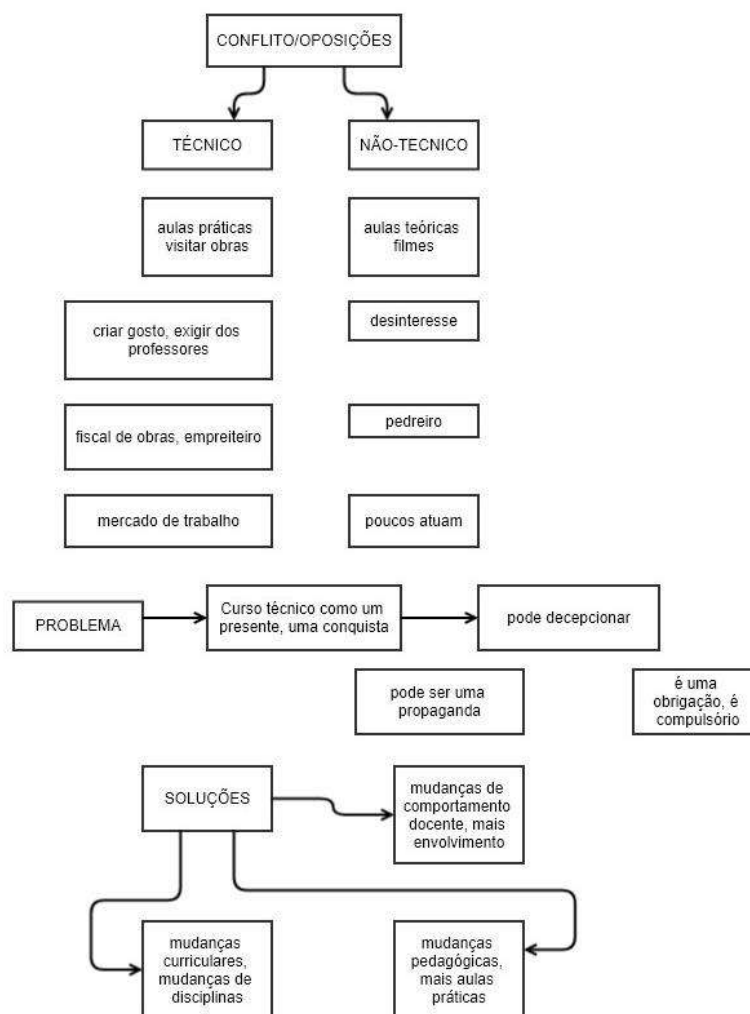 CONFLITO/OPOSIÇÕES
TÉCNICO
NÃO-TECNICO
aulas práticas
visitar obras
aulas teóricas
filmes
criar gosto, exigir dos
professores
desinteresse
fiscal de obras, empreiteiro
pedreiro
mercado de trabalho
poucos atuam
PROBLEMA
Curso técnico como um
presente, uma conquista
pode decepcionar
pode ser uma
propaganda
é uma
obrigação, é
compulsório
SOLUÇÕES
mudanças de
comportamento
docente, mais
envolvimento
mudanças
curriculares,
mudanças de
disciplinas
mudanças
pedagógicas,
mais aulas
práticas